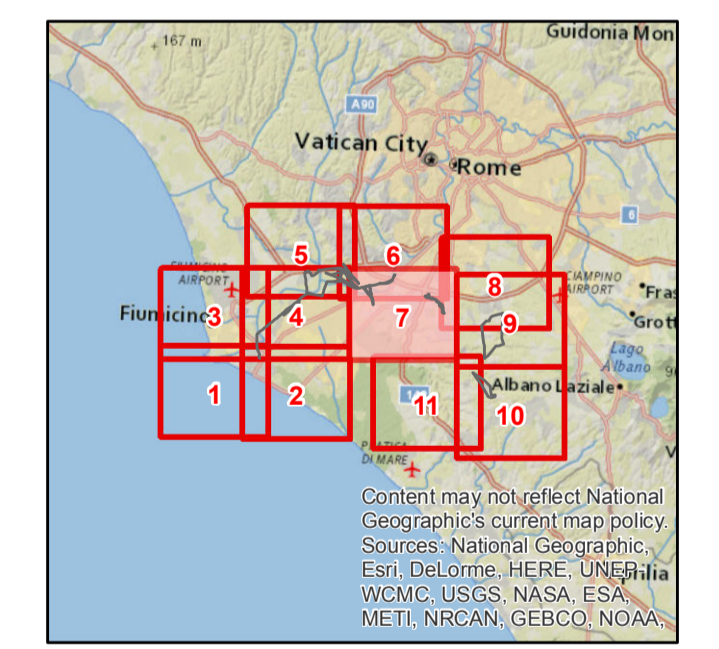 Guidonia Mon
167 m
A90
Vatican City
Rome
6
5
6
FIUMICINO
AIRPORT
8
CIAMPINO
AIRPORT
Fras
Fiumicino
3
4
7
9
Grott
Lago
Albano
1
2
11
Albano Laziale
10
PRATICA
DI MARE
V
Content may not reflect National
Geographic's current map policy.
Sources: National Geographic,
Esri, DeLorme, HERE, UNEP-
WCMC, USGS, NASA, ESA,
METI, NRCAN, GEBCO, NOAA,